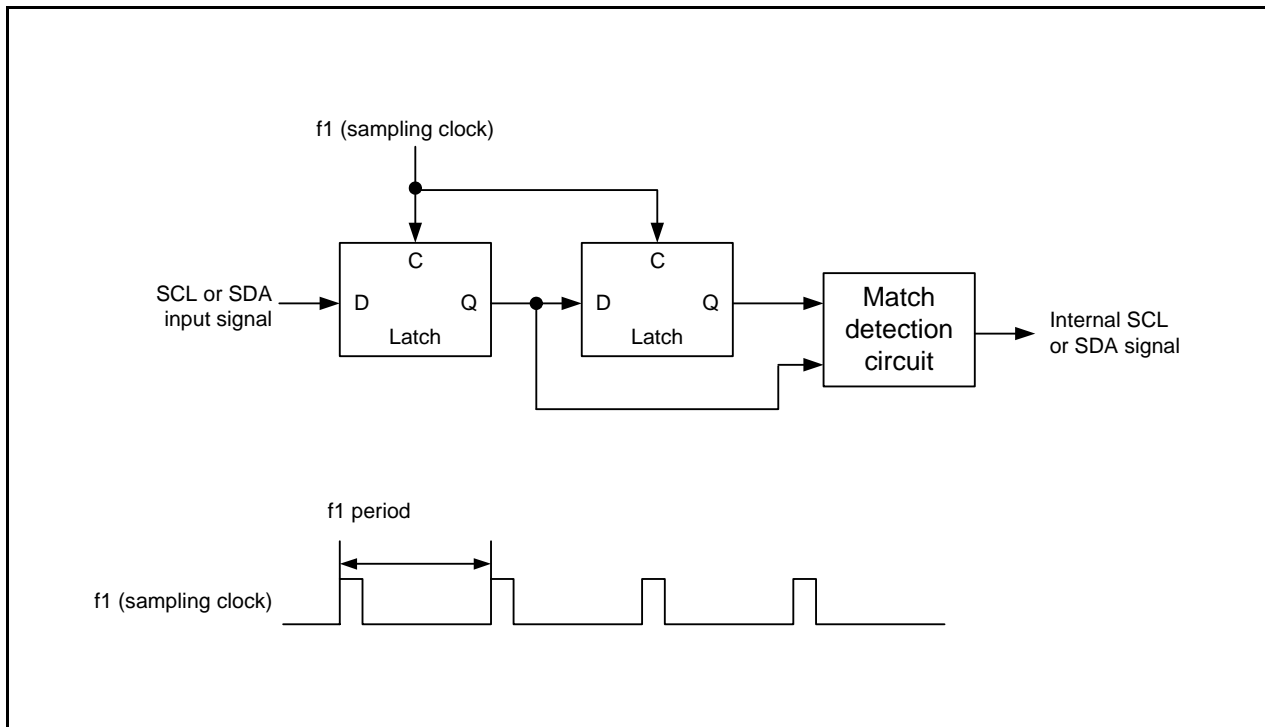 f1 (sampling clock)
C
C
SCL or SDA
input signal
D
Q
D
Q
Latch
Latch
Match
detection
circuit
Internal SCL
or SDA signal
f1 period
f1 (sampling clock)